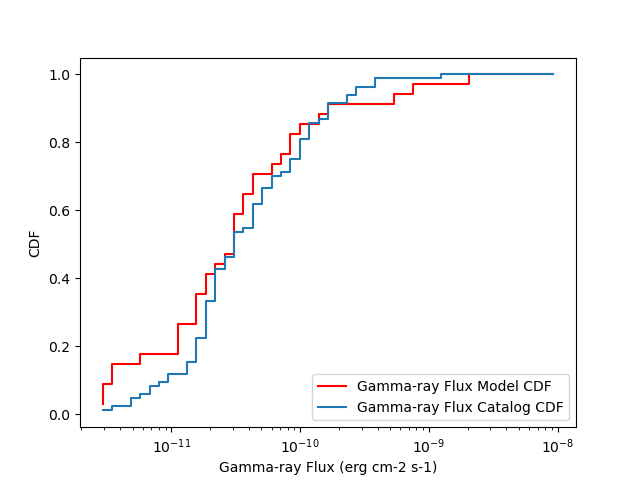 1.0
0.8
0.6
0.4
0.2
0.0
CDF
10⁻¹¹
10⁻¹⁰
10⁻⁹
10⁻⁸
Gamma-ray Flux (erg cm-2 s-1)
Gamma-ray Flux Model CDF
Gamma-ray Flux Catalog CDF